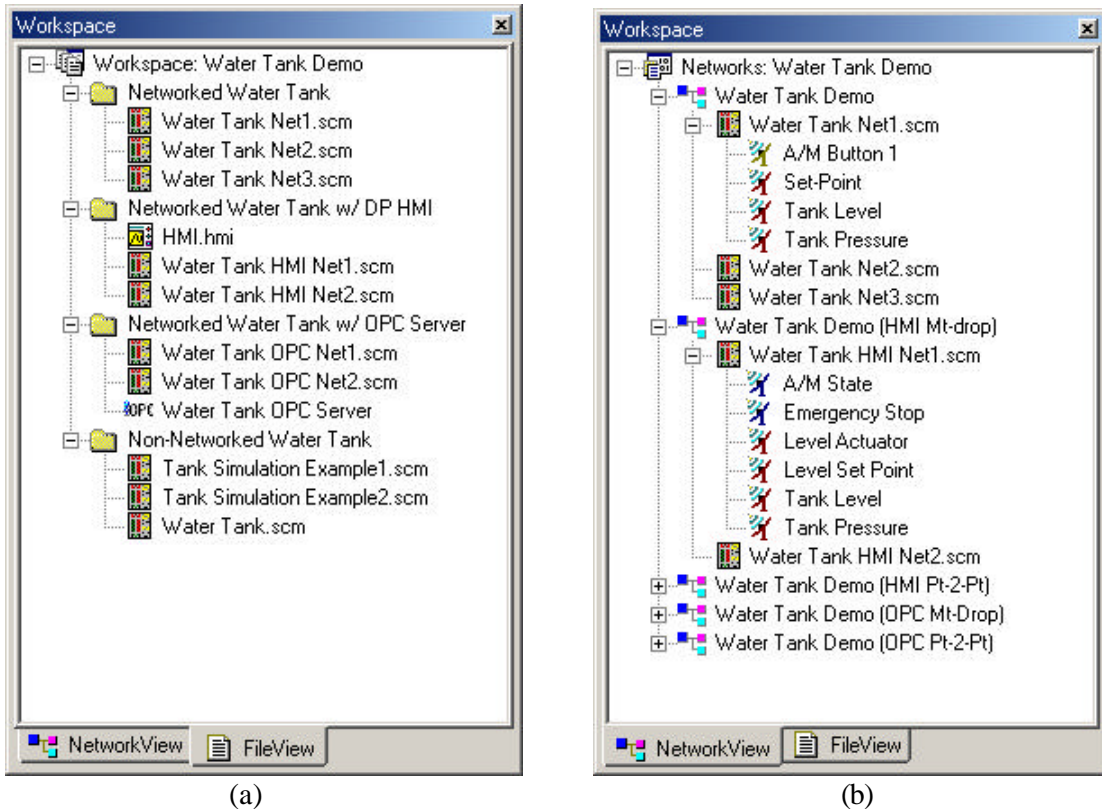 Workspace
Workspace: Water Tank Demo
Networked Water Tank
Water Tank Net1.scm
Water Tank Net2.scm
Water Tank Net3.scm
Networked Water Tank w/ DP HMI
HMI.hmi
Water Tank HMI Net1.scm
Water Tank HMI Net2.scm
Networked Water Tank w/ OPC Server
Water Tank OPC Net1.scm
Water Tank OPC Net2.scm
OPC Water Tank OPC Server
Non-Networked Water Tank
Tank Simulation Example1.scm
Tank Simulation Example2.scm
Water Tank.scm
NetworkView FileView
(a)
Workspace
Networks: Water Tank Demo
Water Tank Demo
Water Tank Net1.scm
A/M Button 1
Set-Point
Tank Level
Tank Pressure
Water Tank Net2.scm
Water Tank Net3.scm
Water Tank Demo (HMI Mt-drop)
Water Tank HMI Net1.scm
A/M State
Emergency Stop
Level Actuator
Level Set Point
Tank Level
Tank Pressure
Water Tank HMI Net2.scm
Water Tank Demo (HMI Pt-2-Pt)
Water Tank Demo (OPC Mt-Drop)
Water Tank Demo (OPC Pt-2-Pt)
NetworkView FileView
(b)